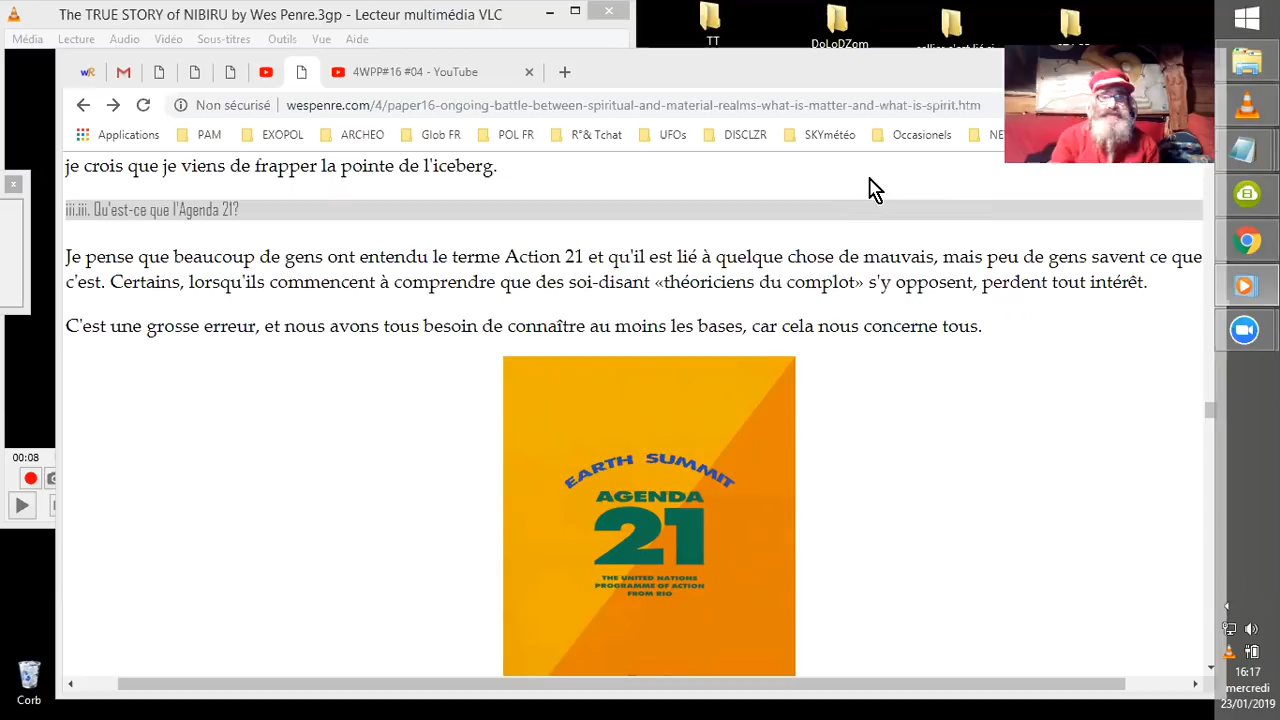 The TRUE STORY of NIBIRU by Wes Penre.3gp - Lecteur multimédia VLC
Média Lecture Audio Vidéo Sous-titres Outils Vue Aide
TT
DoLoDZom
4WPP#16 #04 - YouTube
Non sécurisé
wespenre.com/4/paper16-ongoing-battle-between-spiritual-and-material-realms-what-is-matter-and-what-is-spirit.htm
Applications PAM EXOPOL ARCHEO Gloo FR POL FR R°& Tchat UFOs DISCLZR SKYmétéo Occasionels
je crois que je viens de frapper la pointe de l'iceberg.
iii.iii. Qu'est-ce que l'Agenda 21?
Je pense que beaucoup de gens ont entendu le terme Action 21 et qu'il est lié à quelque chose de mauvais, mais peu de gens savent ce que
c'est. Certains, lorsqu'ils commencent à comprendre que des soi-disant «théoriciens du complot» s'y opposent, perdent tout intérêt.
C'est une grosse erreur, et nous avons tous besoin de connaître au moins les bases, car cela nous concerne tous.
EARTH SUMMIT
AGENDA
21
THE UNITED NATIONS
PROGRAMME OF ACTION
FROM RIO
00:08
Corb
16:17
mercredi
23/01/2019